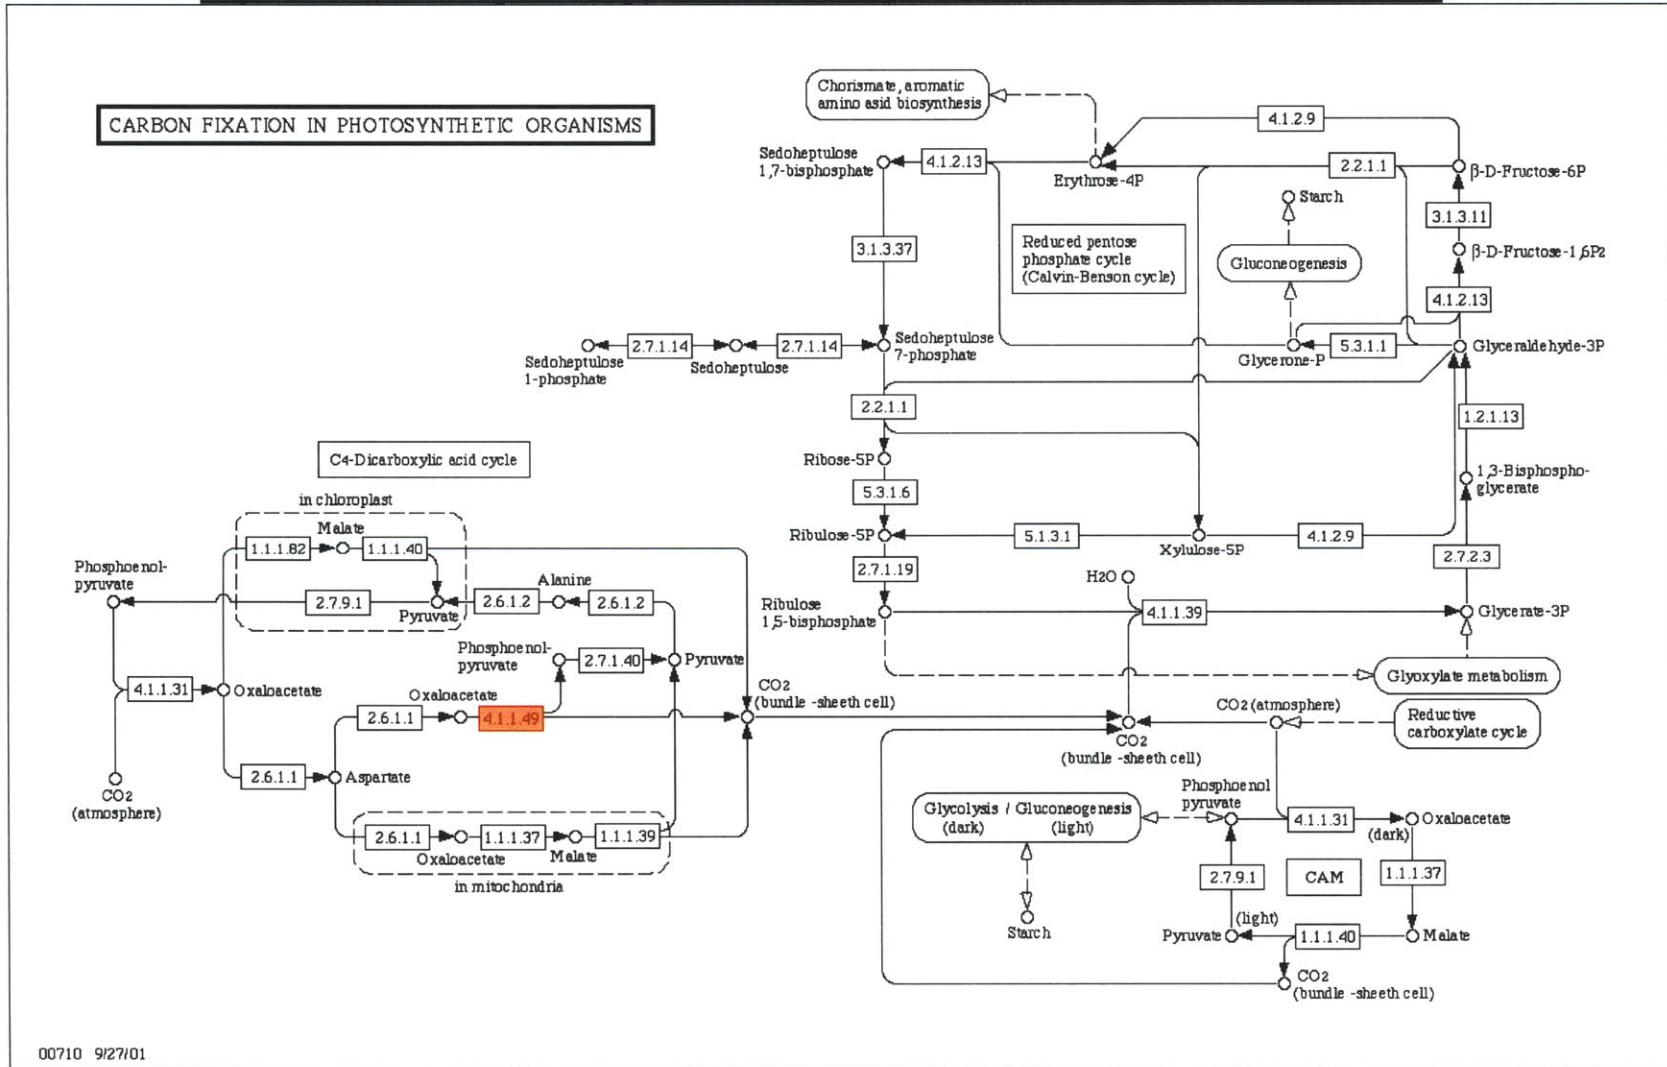 CARBON FIXATION IN PHOTOSYNTHETIC ORGANISMS
Chorismate, aromatic
amino asid biosynthesis
4.1.2.9
Sedoheptulose
1,7-bisphosphate
4.1.2.13
Erythrose-4P
2.2.1.1
β-D-Fructose-6P
Starch
3.1.3.11
3.1.3.37
Reduced pentose
phosphate cycle
(Calvin-Benson cycle)
Gluconeogenesis
β-D-Fructose-1,6P2
4.1.2.13
Sedoheptulose
1-phosphate
2.7.1.14
Sedoheptulose
2.7.1.14
Sedoheptulose
7-phosphate
Glycerone-P
5.3.1.1
Glyceraldehyde-3P
2.2.1.1
1.2.1.13
C4-Dicarboxylic acid cycle
Ribose-5P
1,3-Bisphospho-
glycerate
5.3.1.6
in chloroplast
Malate
1.1.1.82
1.1.1.40
Ribulose-5P
5.1.3.1
Xylulose-5P
4.1.2.9
2.7.1.19
2.7.2.3
Phosphoenol-
pyruvate
2.7.9.1
Pyruvate
2.6.1.2
Alanine
2.6.1.2
H2O
Ribulose
1,5-bisphosphate
4.1.1.39
Glycerate-3P
Phosphoenol-
pyruvate
2.7.1.40
Pyruvate
Glyoxylate metabolism
4.1.1.31
Oxaloacetate
Oxaloacetate
2.6.1.1
4.1.1.49
CO2
(bundle -sheeth cell)
CO2 (atmosphere)
Reductive
carboxylate cycle
CO2
(bundle -sheeth cell)
2.6.1.1
Aspartate
CO2
(atmosphere)
2.6.1.1
Oxaloacetate
1.1.1.37
Malate
1.1.1.39
in mitochondria
Glycolysis / Gluconeogenesis
(dark) (light)
Starch
Phosphoenol
pyruvate
4.1.1.31
(dark)
Oxaloacetate
2.7.9.1
CAM
1.1.1.37
(light)
Pyruvate
1.1.1.40
Malate
CO2
(bundle -sheeth cell)
00710 9/27/01